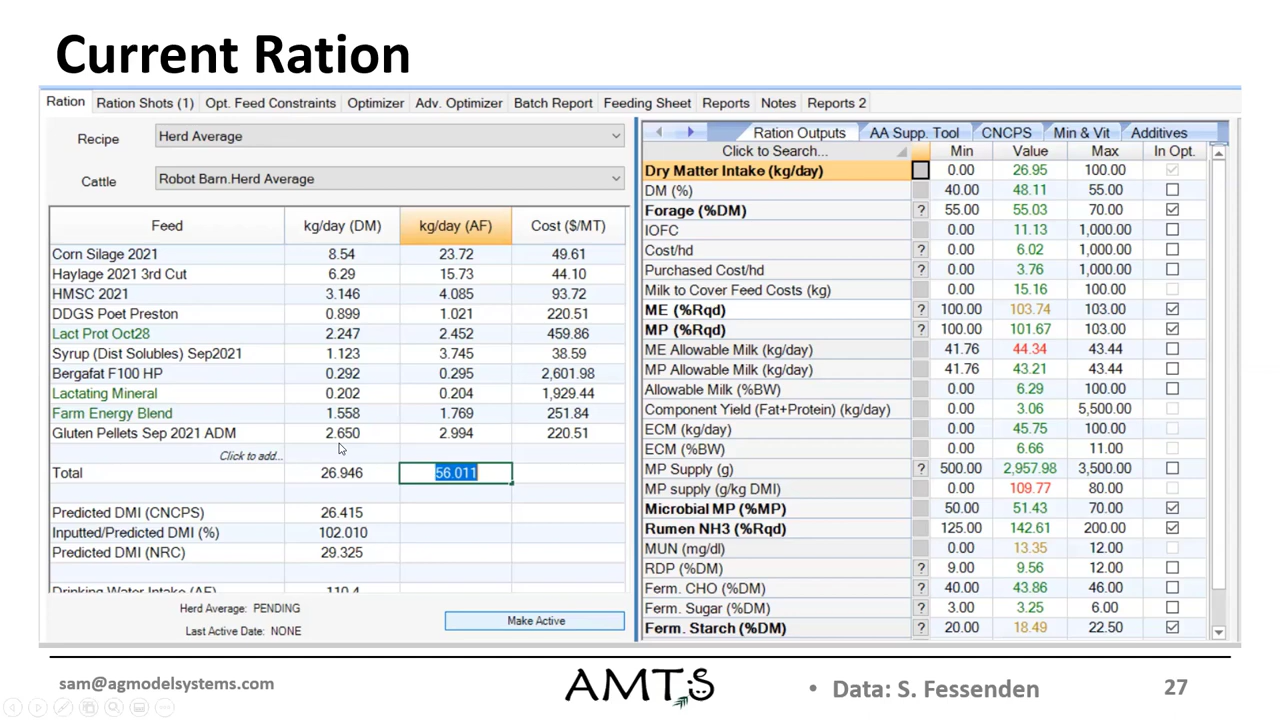 Current Ration
Ration Ration Shots (1) Opt. Feed Constraints Optimizer Adv. Optimizer Batch Report Feeding Sheet Reports Notes Reports 2
Recipe Herd Average
Cattle Robot Barn.Herd Average
Feed kg/day (DM) kg/day (AF) Cost ($/MT)
Corn Silage 2021 8.54 23.72 49.61
Haylage 2021 3rd Cut 6.29 15.73 44.10
HMSC 2021 3.146 4.085 93.72
DDGS Poet Preston 0.899 1.021 220.51
Lact Prot Oct28 2.247 2.452 459.86
Syrup (Dist Solubles) Sep2021 1.123 3.745 38.59
Bergafat F100 HP 0.292 0.295 2,601.98
Lactating Mineral 0.202 0.204 1,929.44
Farm Energy Blend 1.558 1.769 251.84
Gluten Pellets Sep 2021 ADM 2.650 2.994 220.51
Click to add...
Total 26.946 56.011
Predicted DMI (CNCPS) 26.415
Inputted/Predicted DMI (%) 102.010
Predicted DMI (NRC) 29.325
Drinking Water Intake (AF) 110.4
Herd Average: PENDING
Last Active Date: NONE
Make Active
Ration Outputs AA Supp. Tool CNCPS Min & Vit Additives
Click to Search... Min Value Max In Opt.
Dry Matter Intake (kg/day) 0.00 26.95 100.00
DM (%) 40.00 48.11 55.00
Forage (%DM) ? 55.00 55.03 70.00
IOFC 0.00 11.13 1,000.00
Cost/hd ? 0.00 6.02 1,000.00
Purchased Cost/hd ? 0.00 3.76 1,000.00
Milk to Cover Feed Costs (kg) 0.00 15.16 100.00
ME (%Rqd) ? 100.00 103.74 103.00
MP (%Rqd) ? 100.00 101.67 103.00
ME Allowable Milk (kg/day) 41.76 44.34 43.44
MP Allowable Milk (kg/day) 41.76 43.21 43.44
Allowable Milk (%BW) 0.00 6.29 100.00
Component Yield (Fat+Protein) (kg/day) 0.00 3.06 5,500.00
ECM (kg/day) 0.00 45.75 100.00
ECM (%BW) 0.00 6.66 11.00
MP Supply (g) ? 500.00 2,957.98 3,500.00
MP supply (g/kg DMI) 0.00 109.77 80.00
Microbial MP (%MP) 50.00 51.43 70.00
Rumen NH3 (%Rqd) 125.00 142.61 200.00
MUN (mg/dl) 0.00 13.35 12.00
RDP (%DM) ? 9.00 9.56 12.00
Ferm. CHO (%DM) ? 40.00 43.86 46.00
Ferm. Sugar (%DM) ? 3.00 3.25 6.00
Ferm. Starch (%DM) ? 20.00 18.49 22.50
sam@agmodelsystems.com
AMTS
• Data: S. Fessenden
27